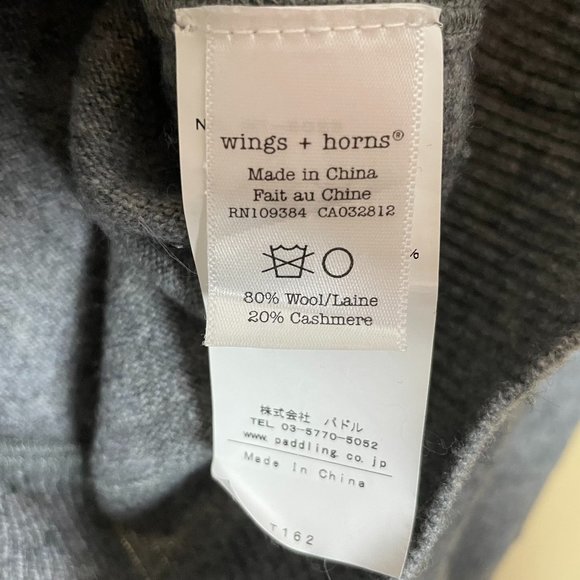 N
wings + horns®
Made in China
Fait au Chine
RN109384 CA032812
%
80% Wool/Laine
20% Cashmere
株式会社 パドル
TEL 03-5770-5052
www.paddling.co.jp
Made In China
T162